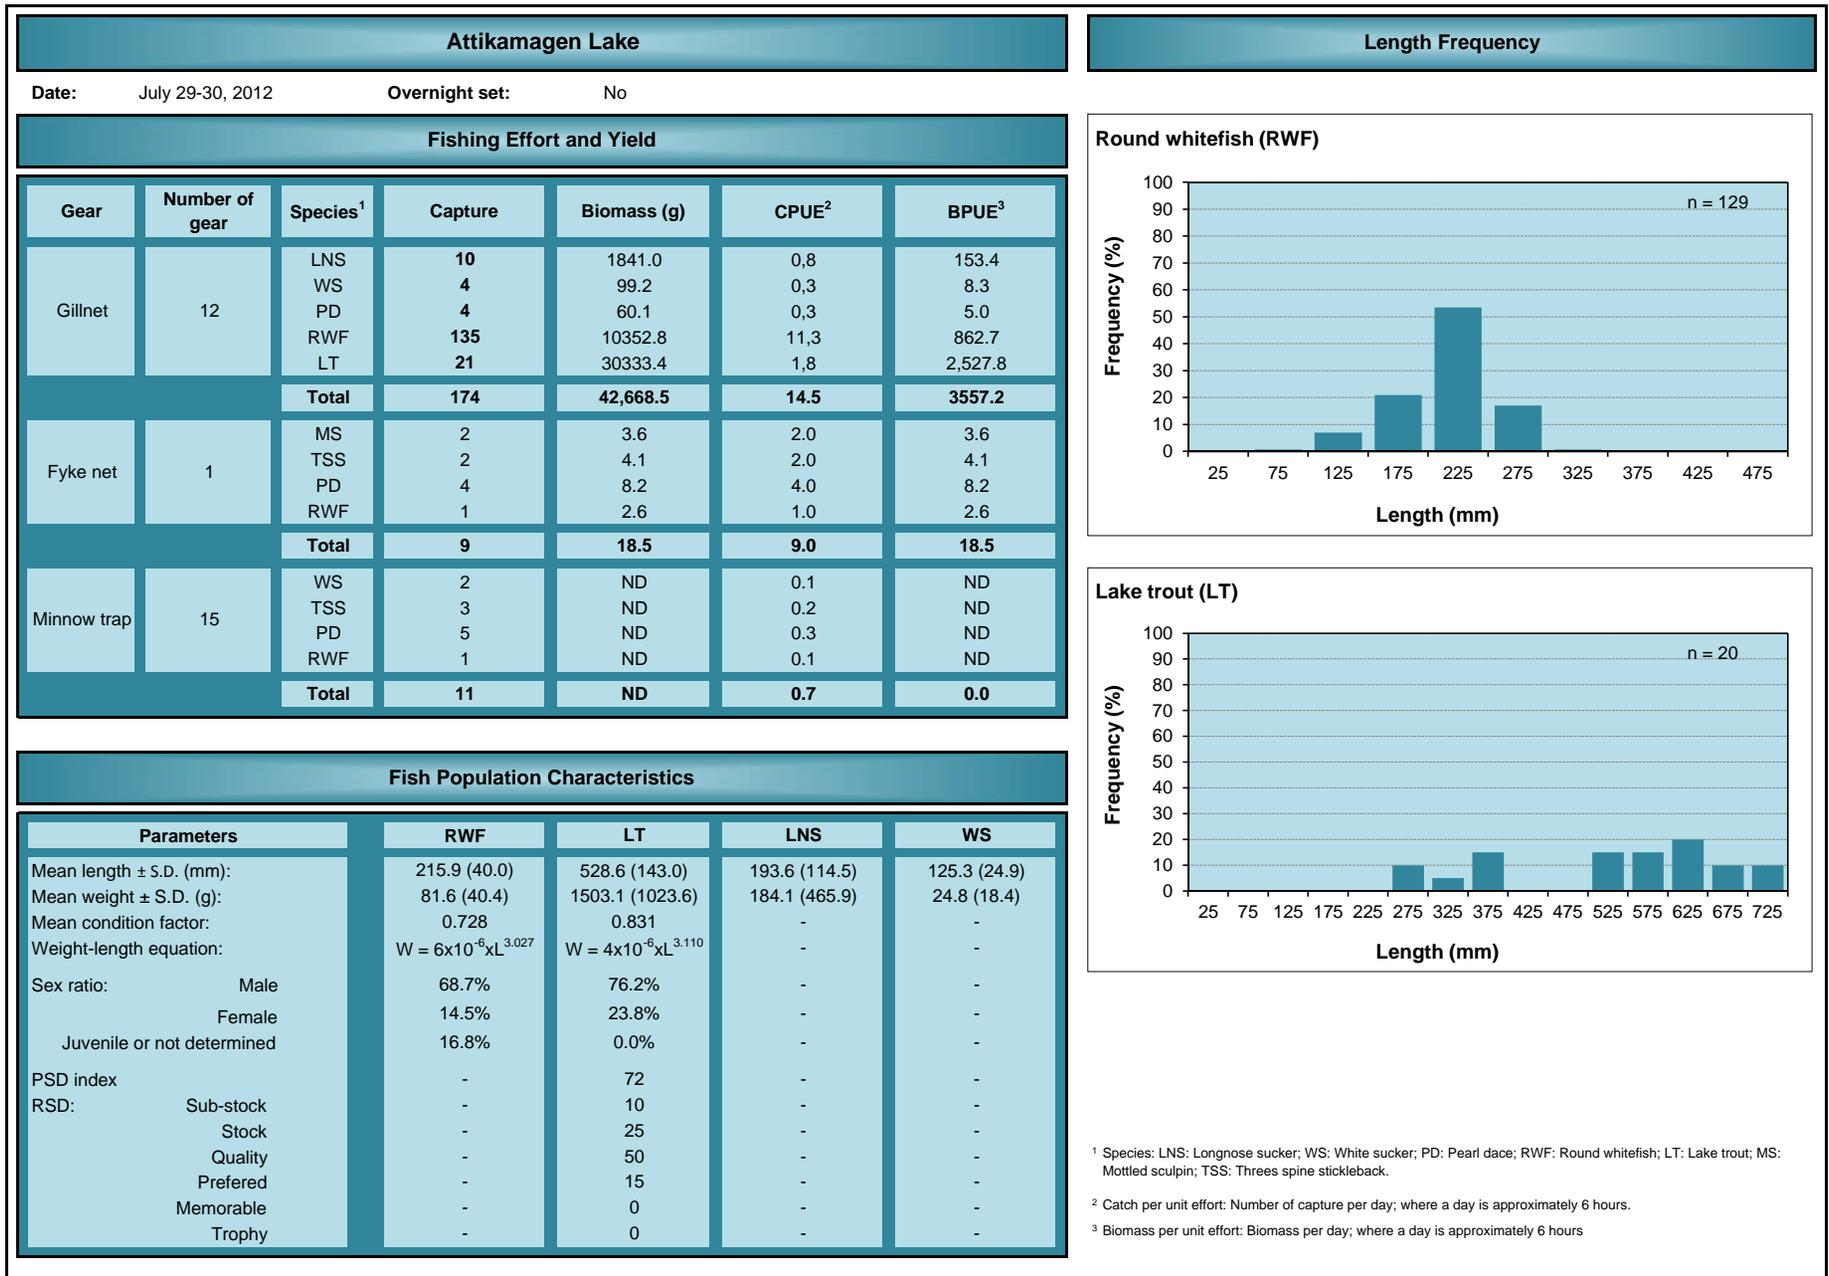 Attikamagen Lake
Date: July 29-30, 2012 Overnight set: No
Fishing Effort and Yield
Gear Number of gear Species1 Capture Biomass (g) CPUE2 BPUE3
Gillnet 12
LNS 10 1841.0 0,8 153.4
WS 4 99.2 0,3 8.3
PD 4 60.1 0,3 5.0
RWF 135 10352.8 11,3 862.7
LT 21 30333.4 1,8 2,527.8
Total 174 42,668.5 14.5 3557.2
Fyke net 1
MS 2 3.6 2.0 3.6
TSS 2 4.1 2.0 4.1
PD 4 8.2 4.0 8.2
RWF 1 2.6 1.0 2.6
Total 9 18.5 9.0 18.5
Minnow trap 15
WS 2 ND 0.1 ND
TSS 3 ND 0.2 ND
PD 5 ND 0.3 ND
RWF 1 ND 0.1 ND
Total 11 ND 0.7 0.0
Fish Population Characteristics
Parameters RWF LT LNS WS
Mean length ± S.D. (mm): 215.9 (40.0) 528.6 (143.0) 193.6 (114.5) 125.3 (24.9)
Mean weight ± S.D. (g): 81.6 (40.4) 1503.1 (1023.6) 184.1 (465.9) 24.8 (18.4)
Mean condition factor: 0.728 0.831 - -
Weight-length equation: W = 6x10-6xL3.027 W = 4x10-6xL3.110 - -
Sex ratio: Male 68.7% 76.2% - -
Female 14.5% 23.8% - -
Juvenile or not determined 16.8% 0.0% - -
PSD index - 72 - -
RSD: Sub-stock - 10 - -
Stock - 25 - -
Quality - 50 - -
Prefered - 15 - -
Memorable - 0 - -
Trophy - 0 - -
Length Frequency
Round whitefish (RWF)
n = 129
Frequency (%)
100
90
80
70
60
50
40
30
20
10
0
25 75 125 175 225 275 325 375 425 475
Length (mm)
Lake trout (LT)
n = 20
Frequency (%)
100
90
80
70
60
50
40
30
20
10
0
25 75 125 175 225 275 325 375 425 475 525 575 625 675 725
Length (mm)
1 Species: LNS: Longnose sucker; WS: White sucker; PD: Pearl dace; RWF: Round whitefish; LT: Lake trout; MS:
Mottled sculpin; TSS: Threes spine stickleback.
2 Catch per unit effort: Number of capture per day; where a day is approximately 6 hours.
3 Biomass per unit effort: Biomass per day; where a day is approximately 6 hours